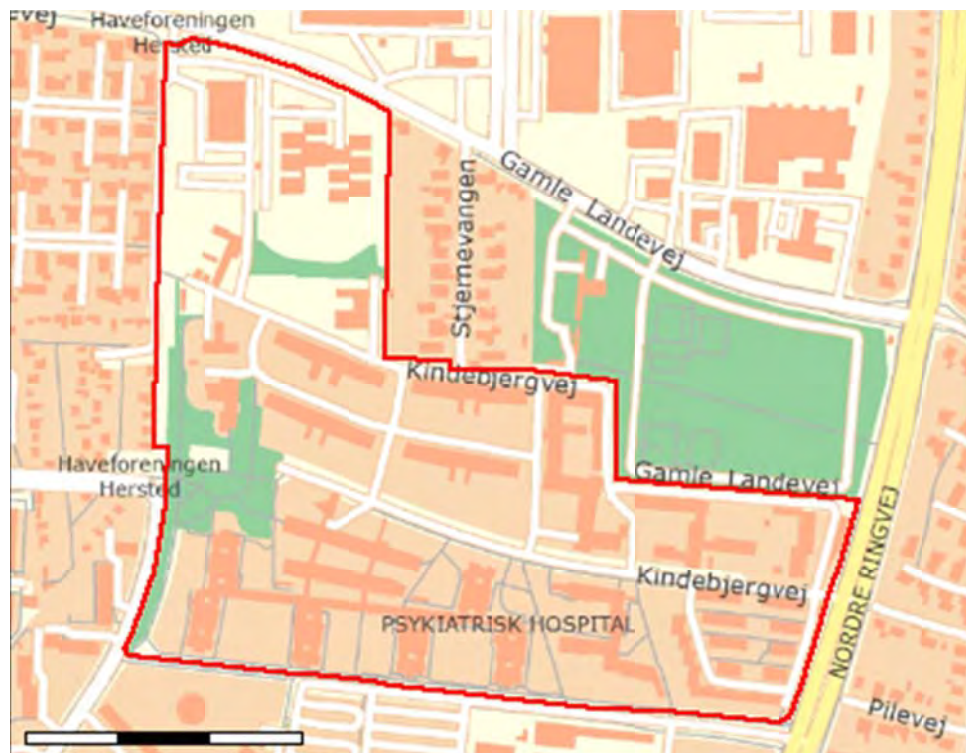 Haveforeningen
Hersted
Gamle Landevej
Stjernevangen
Kindebjergvej
Haveforeningen
Hersted
Gamle Landevej
Kindebjergvej
PSYKIATRISK HOSPITAL
NORDRE RINGVEJ
Pilevej